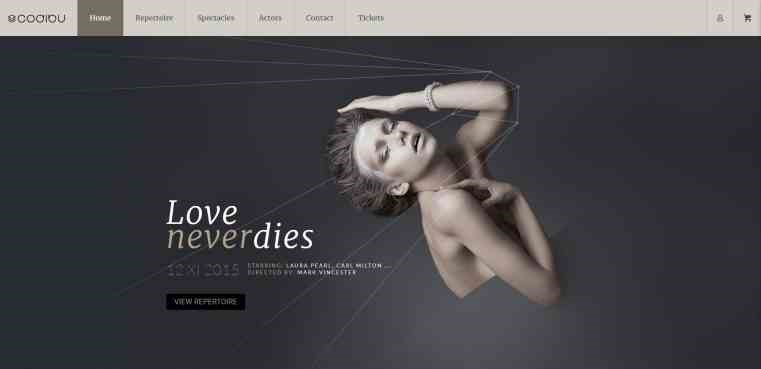 codibu
Home Repertoire Spectacles Actors Contact Tickets
Love
neverdies
12 XI 2015
STARRING: LAURA PEARL, CARL MILTON ...
DIRECTED BY: MARK VINCESTER
VIEW REPERTOIRE